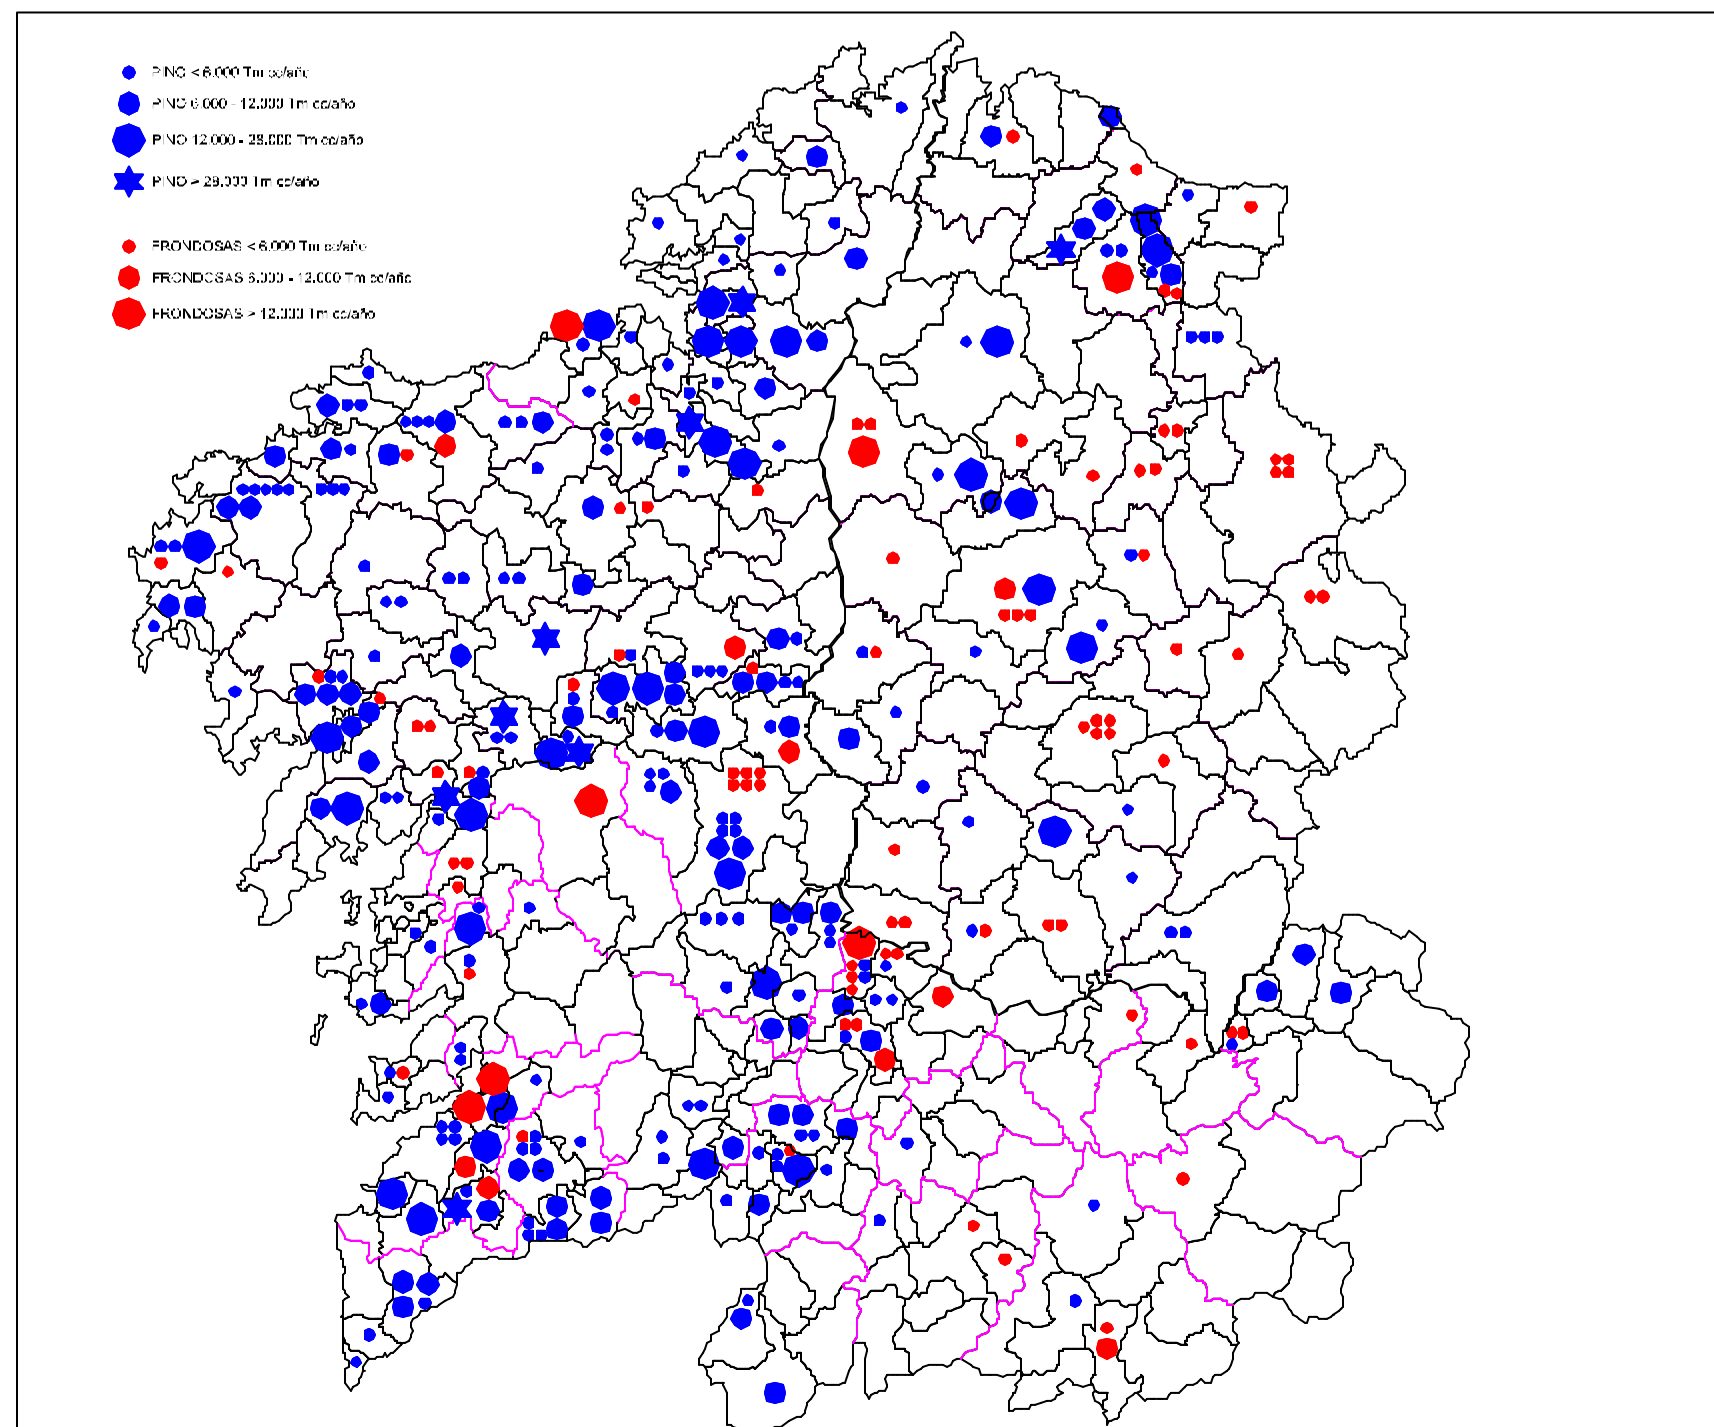 PINO < 6.000 Tm cc/año
PINO 6.000 - 12.000 Tm cc/año
PINO 12.000 - 28.000 Tm cc/año
PINO > 28.000 Tm cc/año
FRONDOSAS < 6.000 Tm cc/año
FRONDOSAS 6.000 - 12.000 Tm cc/año
FRONDOSAS > 12.000 Tm cc/año